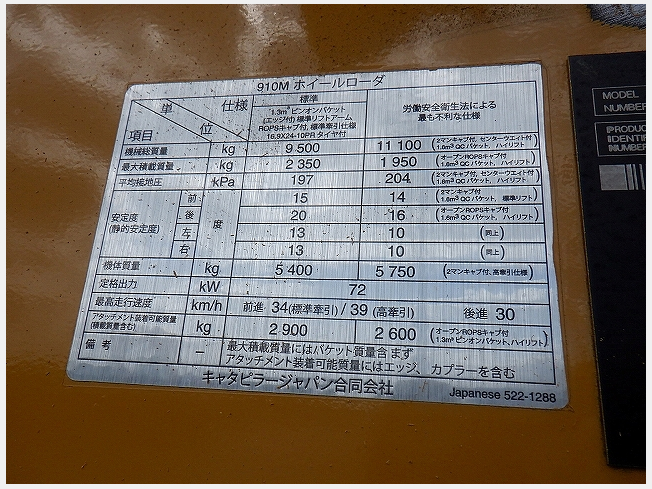 910M ホイールローダ
単位
仕様
項目
標準
1.3m³ ピンオンバケット
(エッジ付) 標準リフトアーム
ROPSキャブ付, 標準牽引仕様
16.9X24-10PR タイヤ付
労働安全衛生法による
最も不利な仕様
機械総質量 kg 9 500 11 100 (2マンキャブ付, センターウエイト付 1.6m³ QC バケット, ハイリフト)
最大積載質量 kg 2 350 1 950 (オープンROPSキャブ付 1.6m³ QC バケット, ハイリフト)
平均接地圧 kPa 197 204 (2マンキャブ付, センターウエイト付 1.6m³ QC バケット, ハイリフト)
安定度 (静的安定度) 度
前 15 14 (2マンキャブ付 1.6m³ QC バケット, 標準リフト)
後 20 16 (オープンROPSキャブ付 1.6m³ QC バケット, ハイリフト)
左 13 10 (同上)
右 13 10 (同上)
機体質量 kg 5 400 5 750 (2マンキャブ付, 高牽引仕様)
定格出力 kW 72
最高走行速度 km/h 前進 34 (標準牽引) / 39 (高牽引) 後進 30
アタッチメント装着可能質量 (積載質量含む) kg 2 900 2 600 (オープンROPSキャブ付 1.3m³ ピンオンバケット, ハイリフト)
備考 – 最大積載質量にはバケット質量含まず
アタッチメント装着可能質量にはエッジ、カプラーを含む
キャタピラージャパン合同会社
Japanese 522-1288
MODEL
NUMBER
PRODUC
IDENTIF
NUMBER